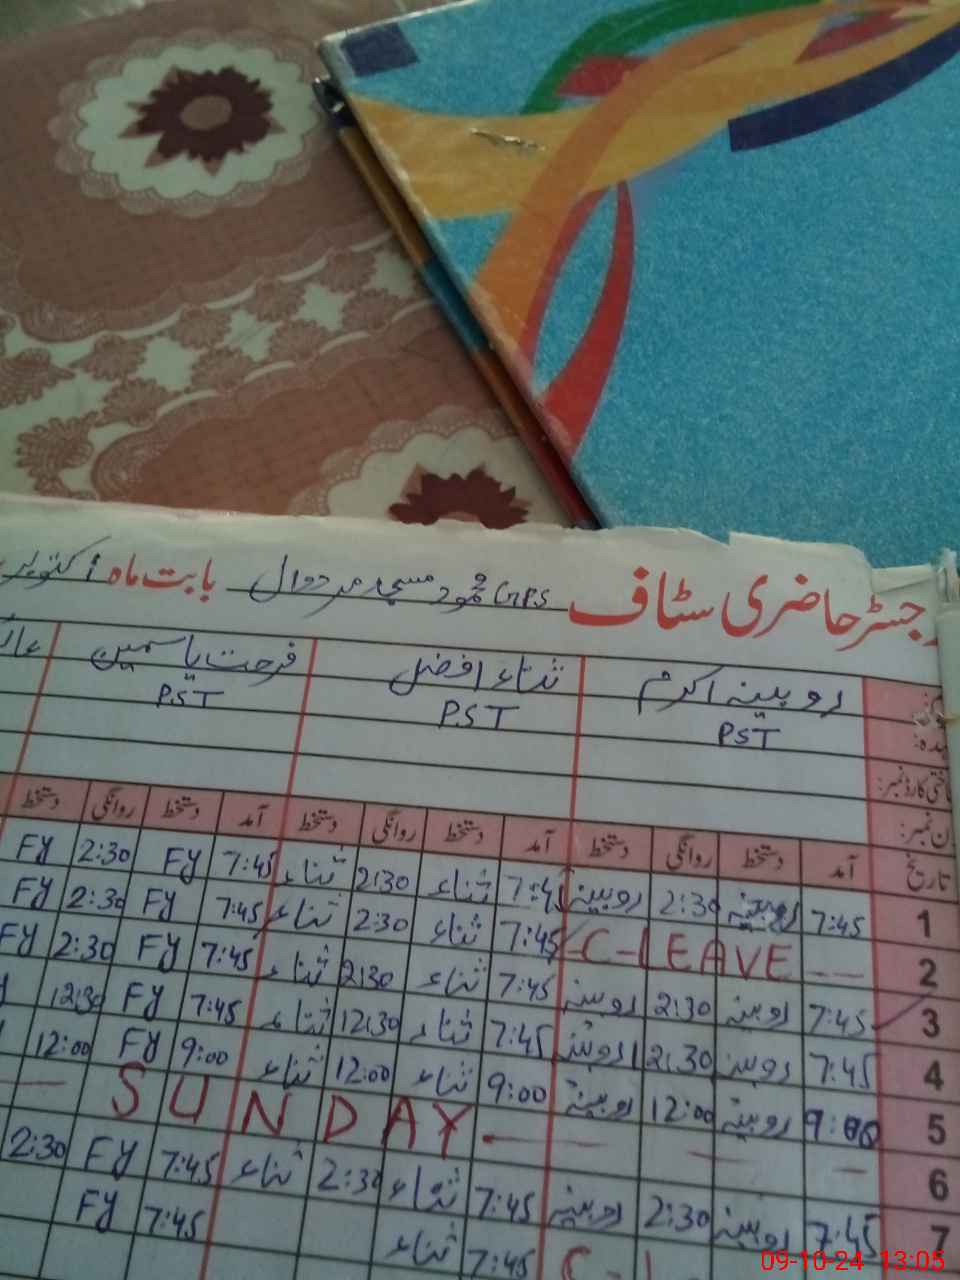 رجسٹر حاضری سٹاف GPS محمود مسجد مردوال بابت ماہ اکتوبر
روبینہ اکرم ثناء افضل فرحت یاسمین
PST PST PST
تاریخ آمد دستخط روانگی دستخط آمد دستخط روانگی دستخط آمد دستخط روانگی دستخط
1 7:45 روبینہ 2:30 روبینہ 7:45 ثناء 2:30 ثناء 7:45 FY 2:30 FY
2 C-LEAVE 7:45 ثناء 2:30 ثناء 7:45 FY 2:30 FY
3 7:45 روبینہ 2:30 روبینہ 7:45 ثناء 2:30 ثناء 7:45 FY 2:30 FY
4 7:45 روبینہ 12:30 روبینہ 7:45 ثناء 12:30 ثناء 7:45 FY 12:30
5 9:00 روبینہ 12:00 روبینہ 9:00 ثناء 12:00 ثناء 9:00 FY 12:00
6 SUNDAY
7 7:45 روبینہ 2:30 روبینہ 7:45 ثناء 2:30 ثناء 7:45 FY 2:30
7:45 ثناء 7:45 FY
09-10-24 13:05